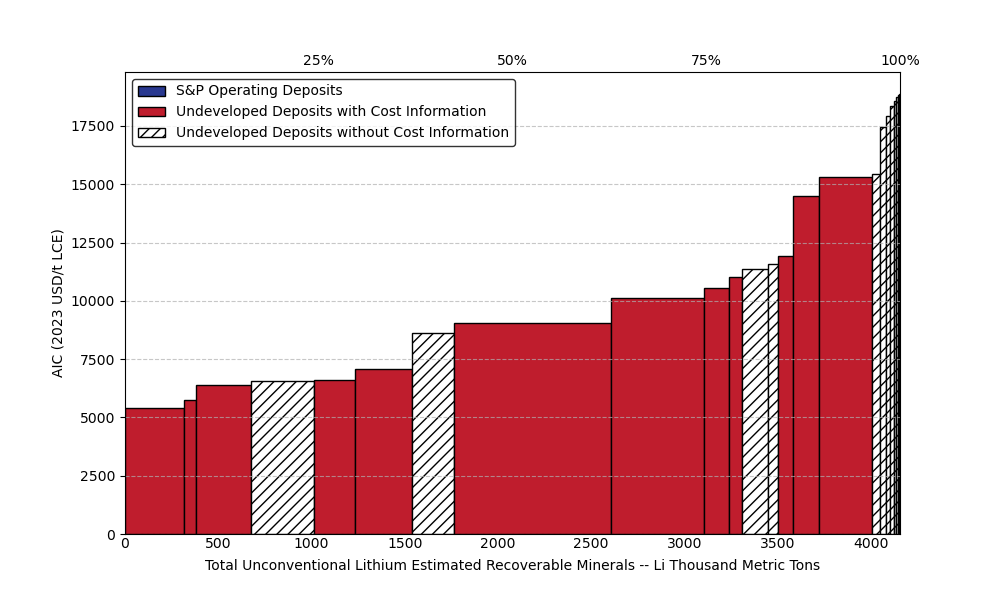 25% 50% 75% 100%
S&P Operating Deposits
Undeveloped Deposits with Cost Information
Undeveloped Deposits without Cost Information
17500
15000
12500
10000
7500
5000
2500
0
AIC (2023 USD/t LCE)
0 500 1000 1500 2000 2500 3000 3500 4000
Total Unconventional Lithium Estimated Recoverable Minerals -- Li Thousand Metric Tons